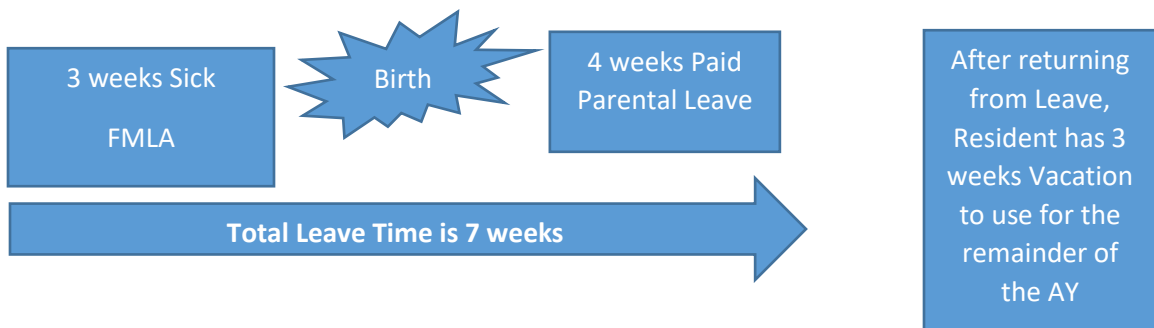 3 weeks Sick
FMLA
Birth
4 weeks Paid
Parental Leave
Total Leave Time is 7 weeks
After returning
from Leave,
Resident has 3
weeks Vacation
to use for the
remainder of
the AY